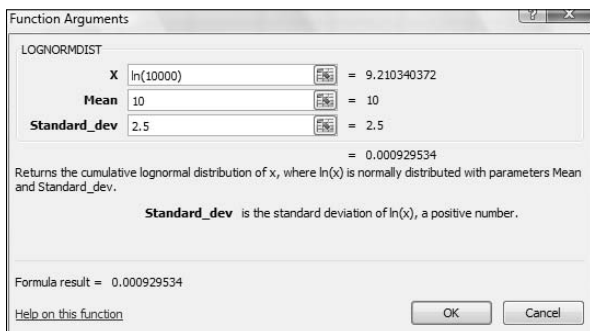 Function Arguments
LOGNORMDIST
X ln(10000) = 9.210340372
Mean 10 = 10
Standard_dev 2.5 = 2.5
= 0.000929534
Returns the cumulative lognormal distribution of x, where ln(x) is normally distributed with parameters Mean
and Standard_dev.
Standard_dev is the standard deviation of ln(x), a positive number.
Formula result = 0.000929534
Help on this function OK Cancel